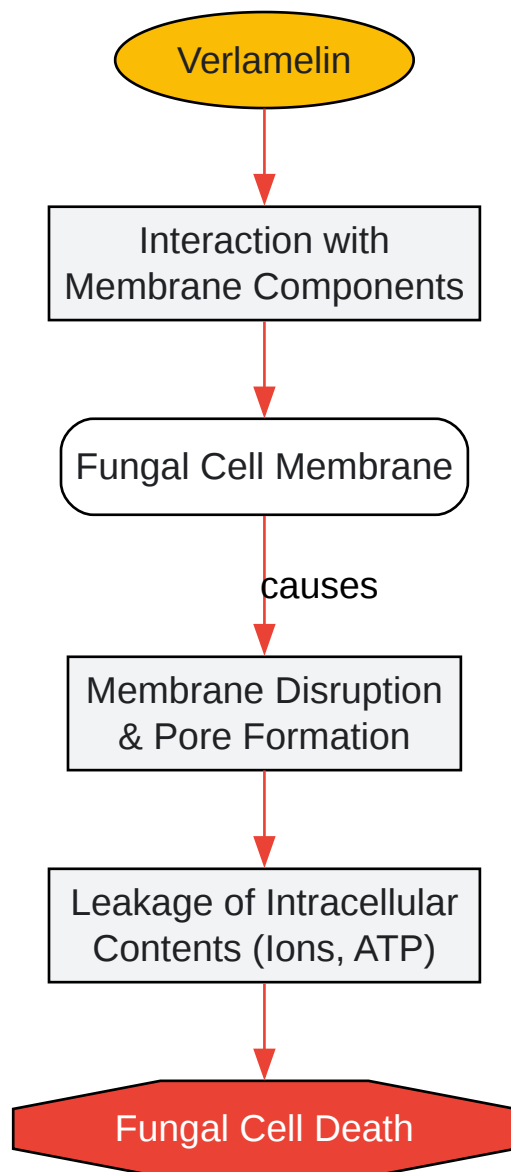 Verlamelin
Interaction with
Membrane Components
Fungal Cell Membrane
causes
Membrane Disruption
& Pore Formation
Leakage of Intracellular
Contents (Ions, ATP)
Fungal Cell Death